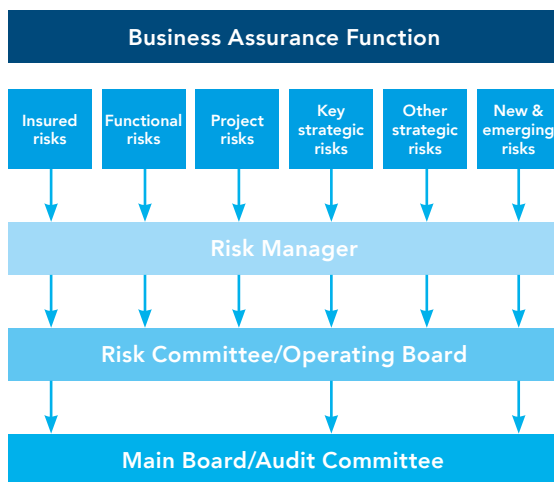 Business Assurance Function
Insured
risks
Functional
risks
Project
risks
Key
strategic
risks
Other
strategic
risks
New &
emerging
risks
Risk Manager
Risk Committee/Operating Board
Main Board/Audit Committee